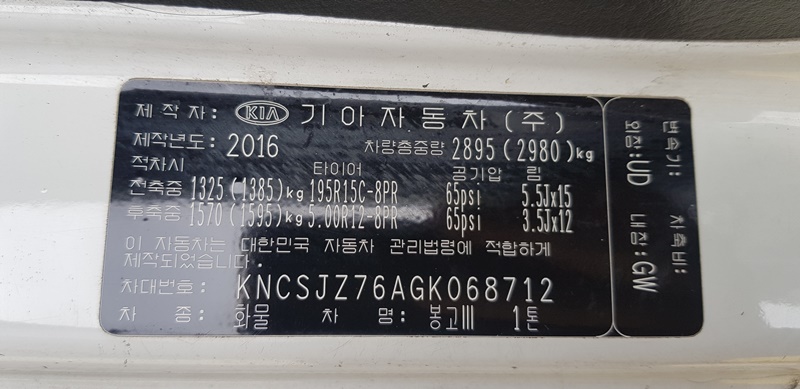 제작자: KIA 기아자동차(주)
제작년도: 2016 차량총중량 2895(2980)kg
적차시 타이어 공기압 림
전축중 1325(1385)kg 195R15C-8PR 65psi 5.5Jx15
후축중 1570(1595)kg 5.00R12-8PR 65psi 3.5Jx12
이 자동차는 대한민국 자동차 관리법령에 적합하게
제작되었습니다.
차대번호: KNCSJZ76AGK068712
차 종: 화물 차 명: 봉고III 1톤
변속기: 차축비:
외장: UD 내장: GW